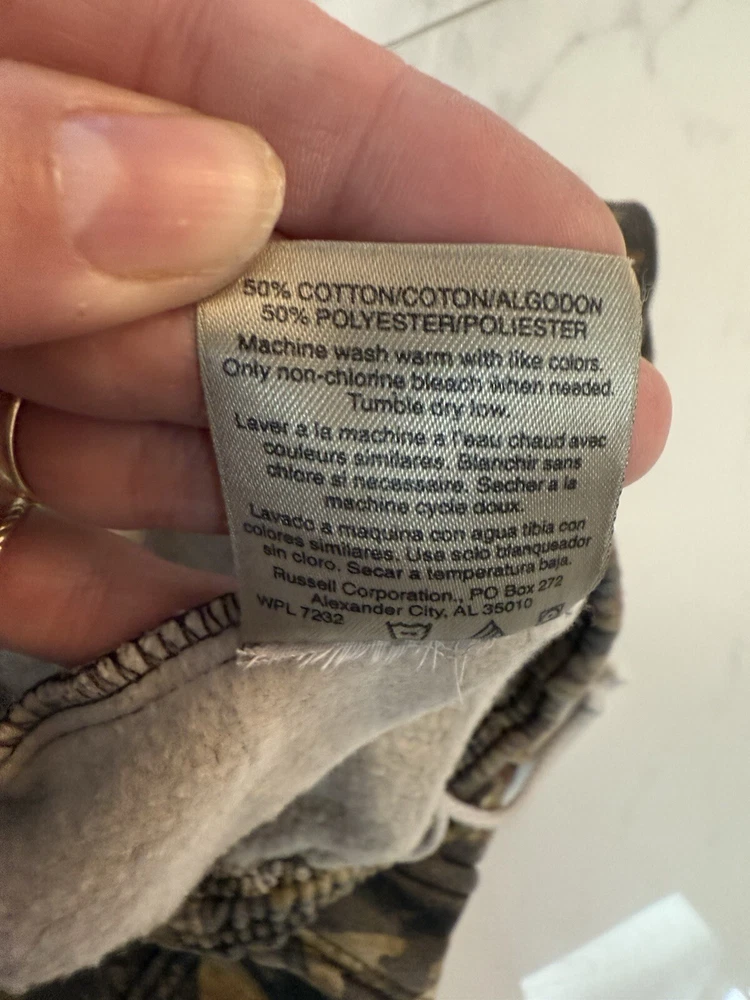 50% COTTON/COTON/ALGODON
50% POLYESTER/POLIESTER
Machine wash warm with like colors.
Only non-chlorine bleach when needed.
Tumble dry low.
Laver a la machine a l'eau chaud avec
couleurs similares. Blanchir sans
chlore si necessaire. Secher a la
machine cycle doux.
Lavado a maquina con agua tibia con
colores similares. Use solo blanqueador
sin cloro. Secar a temperatura baja.
Russell Corporation., PO Box 272
Alexander City, AL 35010
WPL 7232